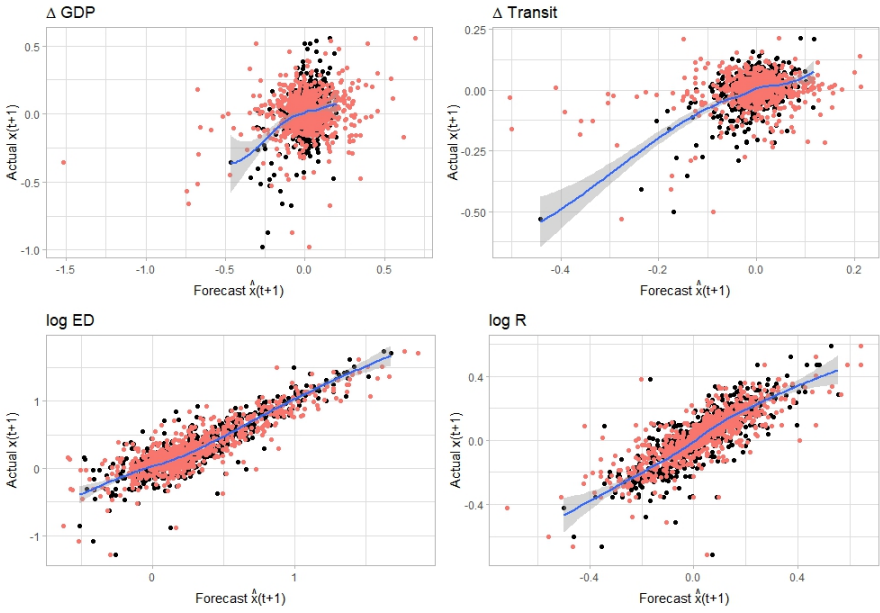 Δ GDP
Δ Transit
Actual x(t+1)
0.5
0.0
-0.5
-1.0
-1.5
-1.0
-0.5
0.0
0.5
Forecast x̂(t+1)
Actual x(t+1)
0.25
0.00
-0.25
-0.50
-0.4
-0.2
0.0
0.2
Forecast x̂(t+1)
log ED
log R
Actual x(t+1)
1
0
-1
0
1
Forecast x̂(t+1)
Actual x(t+1)
0.4
0.0
-0.4
-0.4
0.0
0.4
Forecast x̂(t+1)